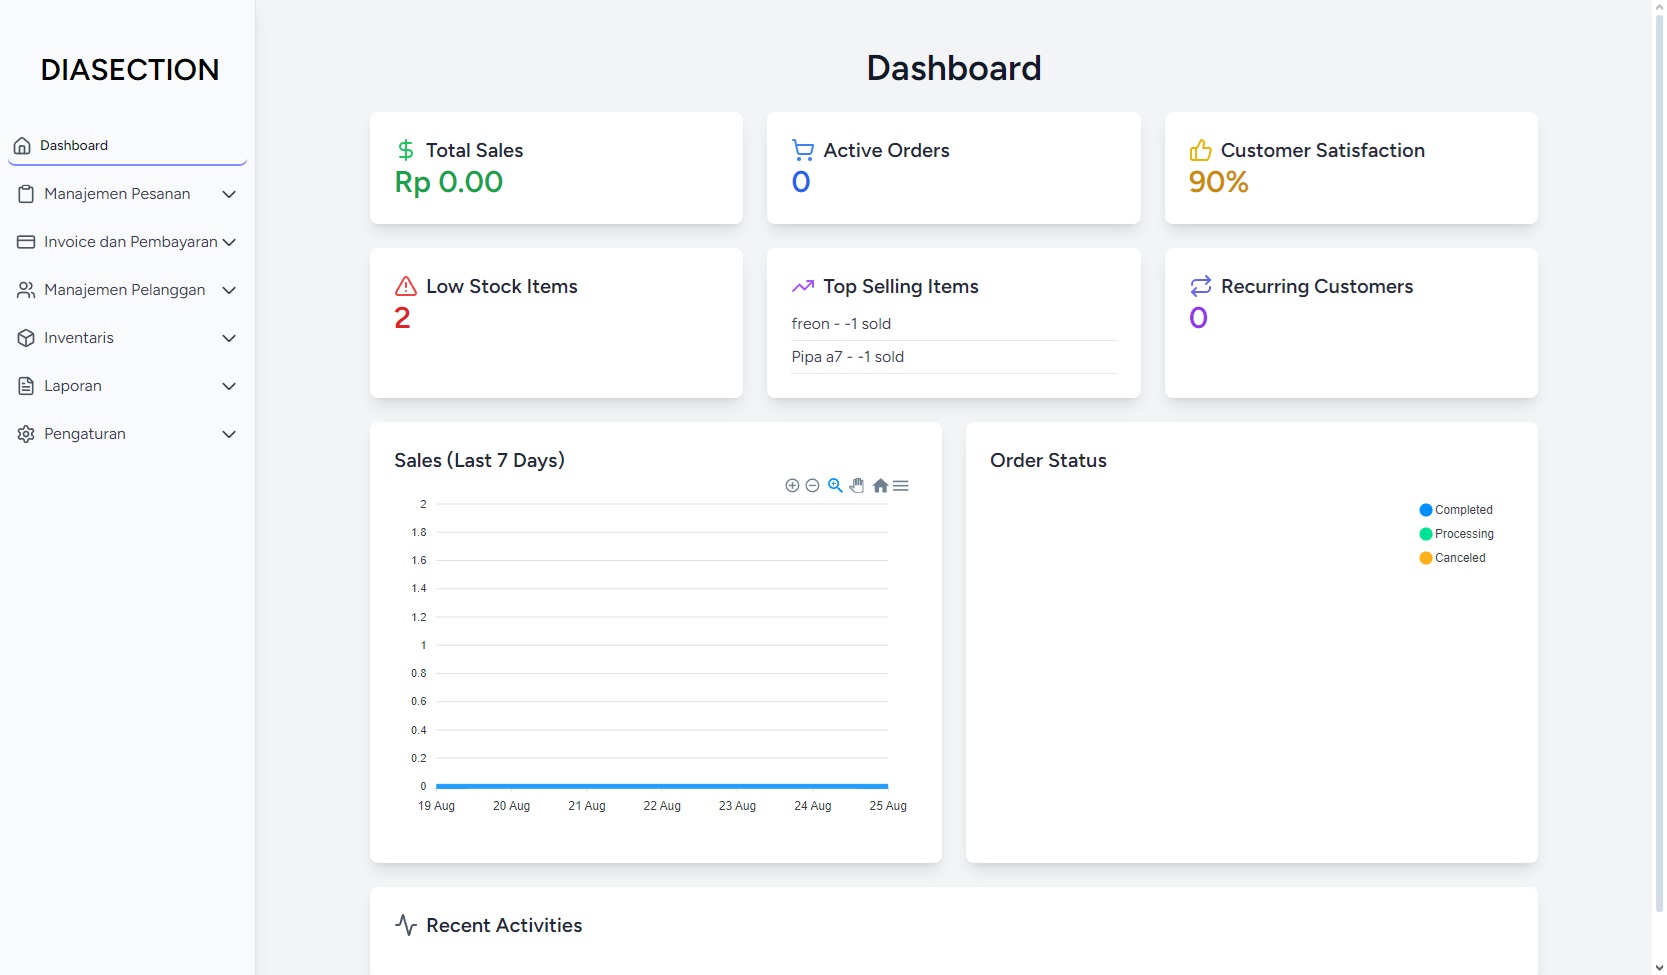 DIASECTION
Dashboard
Manajemen Pesanan
Invoice dan Pembayaran
Manajemen Pelanggan
Inventaris
Laporan
Pengaturan
Dashboard
Total Sales
Rp 0.00
Active Orders
0
Customer Satisfaction
90%
Low Stock Items
2
Top Selling Items
freon - -1 sold
Pipa a7 - -1 sold
Recurring Customers
0
Sales (Last 7 Days)
2
1.8
1.6
1.4
1.2
1
0.8
0.6
0.4
0.2
0
19 Aug
20 Aug
21 Aug
22 Aug
23 Aug
24 Aug
25 Aug
Order Status
Completed
Processing
Canceled
Recent Activities